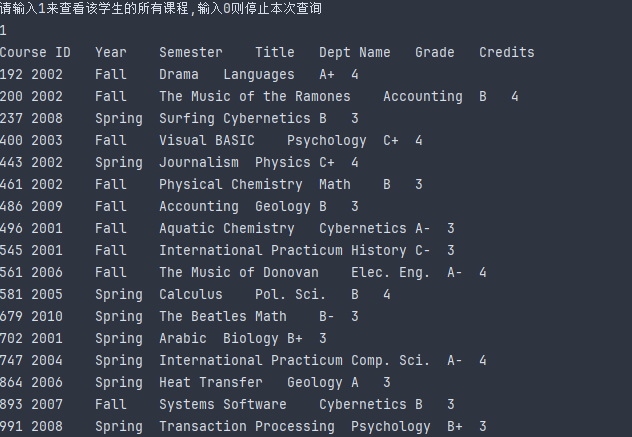 请输入1来查看该学生的所有课程,输入0则停止本次查询
1
Course ID Year Semester Title Dept Name Grade Credits
192 2002 Fall Drama Languages A+ 4
200 2002 Fall The Music of the Ramones Accounting B 4
237 2008 Spring Surfing Cybernetics B 3
400 2003 Fall Visual BASIC Psychology C+ 4
443 2002 Spring Journalism Physics C+ 4
461 2002 Fall Physical Chemistry Math B 3
486 2009 Fall Accounting Geology B 3
496 2001 Fall Aquatic Chemistry Cybernetics A- 3
545 2001 Fall International Practicum History C- 3
561 2006 Fall The Music of Donovan Elec. Eng. A- 4
581 2005 Spring Calculus Pol. Sci. B 4
679 2010 Spring The Beatles Math B- 3
702 2001 Spring Arabic Biology B+ 3
747 2004 Spring International Practicum Comp. Sci. A- 4
864 2006 Spring Heat Transfer Geology A 3
893 2007 Fall Systems Software Cybernetics B 3
991 2008 Spring Transaction Processing Psychology B+ 3